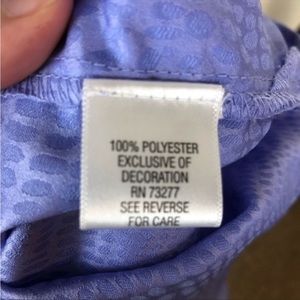 100% POLYESTER
EXCLUSIVE OF
DECORATION
RN 73277
SEE REVERSE
FOR CARE